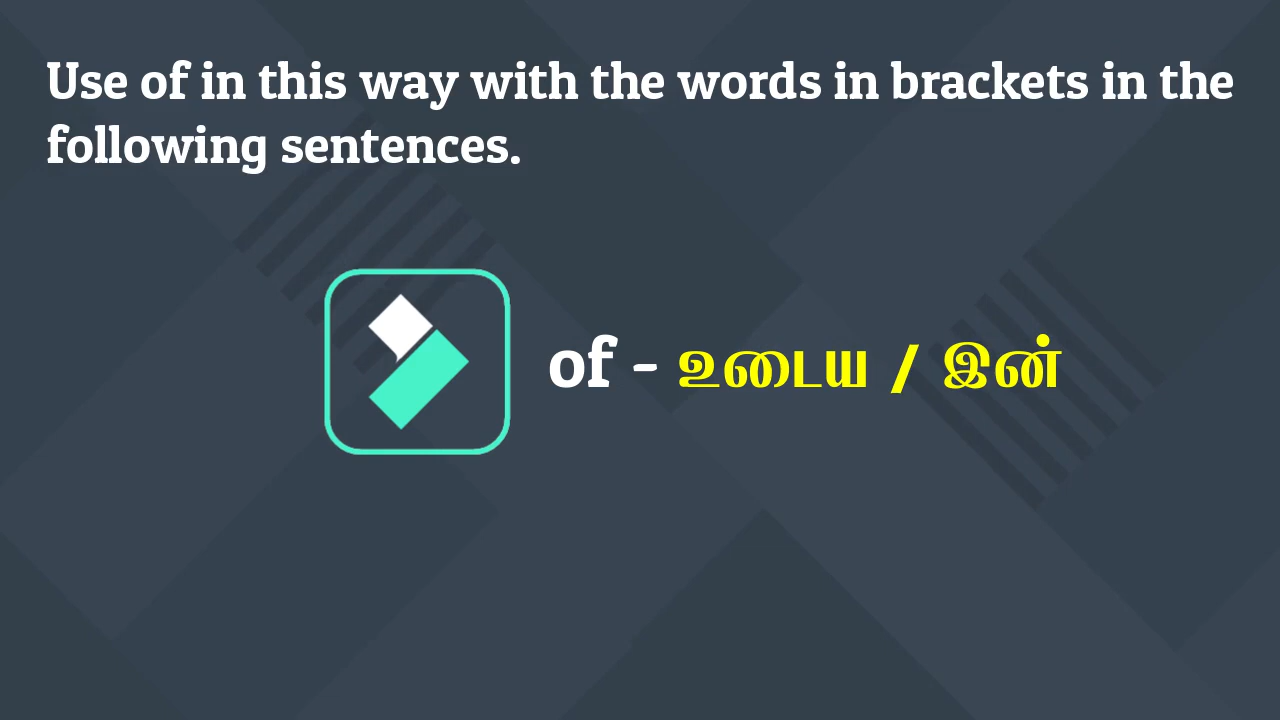 Use of in this way with the words in brackets in the
following sentences.
of - உடைய / இன்